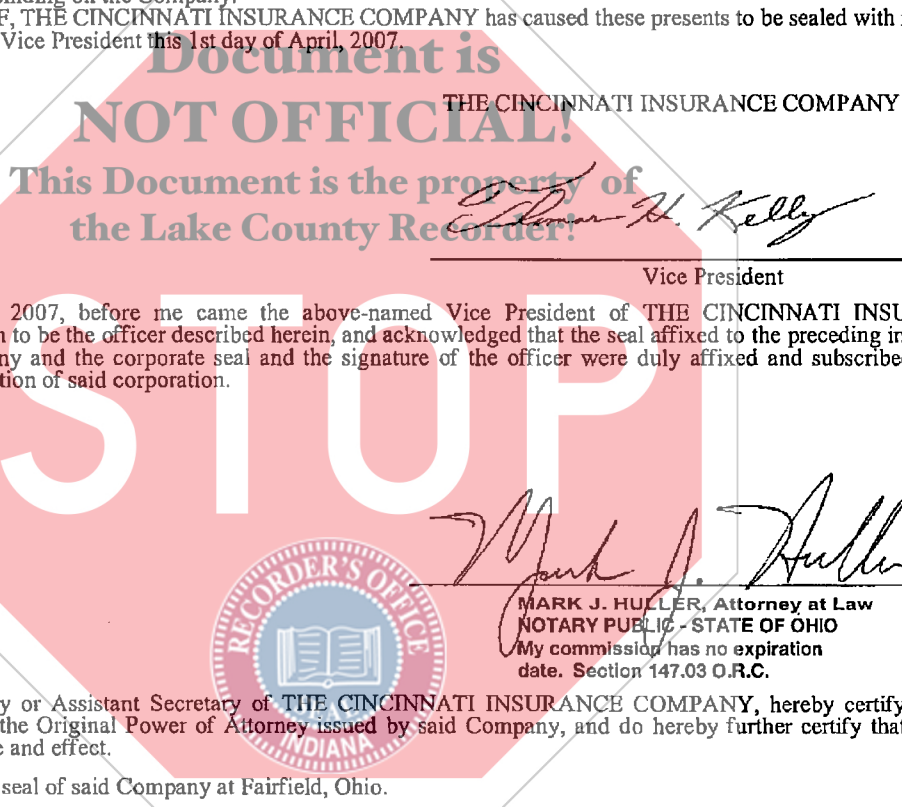 F, THE CINCINNATI INSURANCE COMPANY has caused these presents to be sealed with
Vice President this 1st day of April, 2007.
Document is
NOT OFFICIAL!
THE CINCINNATI INSURANCE COMPANY
This Document is the property of
the Lake County Recorder!
Vice President
2007, before me came the above-named Vice President of THE CINCINNATI INSU
n to be the officer described herein, and acknowledged that the seal affixed to the preceding in
ny and the corporate seal and the signature of the officer were duly affixed and subscribe
tion of said corporation.
STOP
Mark J. Huller
RECORDER'S OFFICE
INDIANA
MARK J. HULLER, Attorney at Law
NOTARY PUBLIC - STATE OF OHIO
My commission has no expiration
date. Section 147.03 O.R.C.
y or Assistant Secretary of THE CINCINNATI INSURANCE COMPANY, hereby certify
the Original Power of Attorney issued by said Company, and do hereby further certify that
e and effect.
seal of said Company at Fairfield, Ohio.